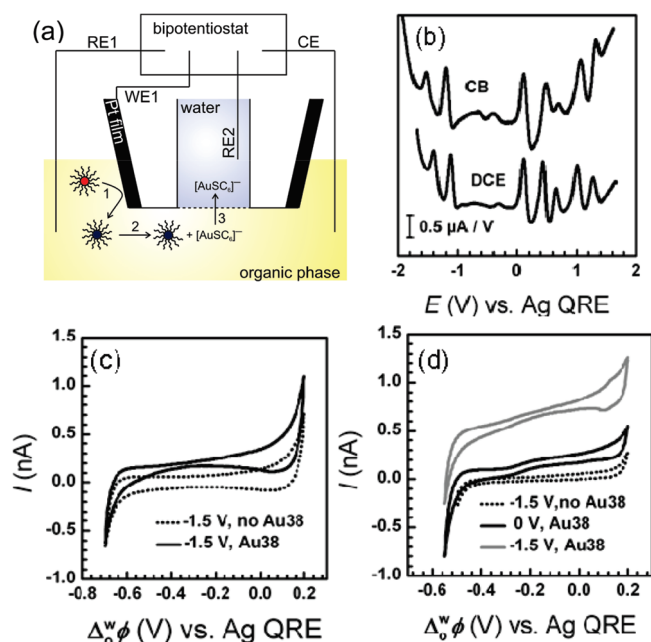 (a)
bipotentiostat
RE1
CE
WE1
Pt film
water
RE2
[AuSC₆]⁻
1
2
3
+ [AuSC₆]⁻
organic phase
(b)
CB
DCE
0.5 µA / V
-2 -1 0 1 2
E (V) vs. Ag QRE
(c)
1.5
1.0
0.5
0.0
-0.5
-1.0
I (nA)
-1.5 V, no Au38
-1.5 V, Au38
-0.8 -0.6 -0.4 -0.2 0.0 0.2
Δʷₒϕ (V) vs. Ag QRE
(d)
1.5
1.0
0.5
0.0
-0.5
-1.0
I (nA)
-1.5 V,no Au38
0 V, Au38
-1.5 V, Au38
-0.6 -0.4 -0.2 0.0 0.2
Δʷₒϕ (V) vs. Ag QRE